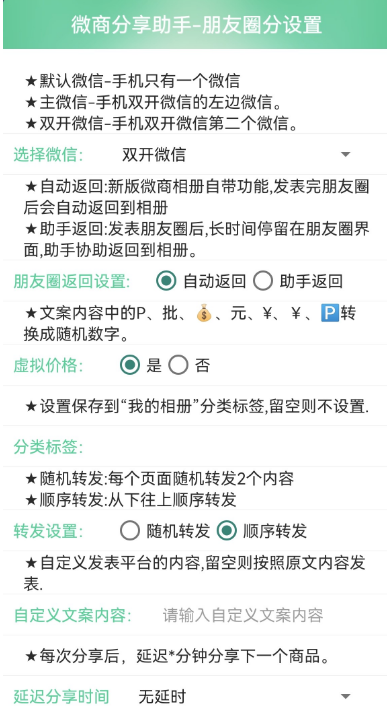 微商分享助手-朋友圈分设置
★默认微信-手机只有一个微信
★主微信-手机双开微信的左边微信。
★双开微信-手机双开微信第二个微信。
选择微信: 双开微信
★自动返回:新版微商相册自带功能,发表完朋友圈
后会自动返回到相册
★助手返回:发表朋友圈后,长时间停留在朋友圈界
面,助手协助返回到相册。
朋友圈返回设置: 自动返回 助手返回
★文案内容中的P、批、💰、元、¥、￥、🅿️转
换成随机数字。
虚拟价格: 是 否
★设置保存到“我的相册”分类标签,留空则不设置.
分类标签:
★随机转发:每个页面随机转发2个内容
★顺序转发:从下往上顺序转发
转发设置: 随机转发 顺序转发
★自定义发表平台的内容,留空则按照原文内容发
表.
自定义文案内容: 请输入自定义文案内容
★每次分享后，延迟*分钟分享下一个商品。
延迟分享时间 无延时